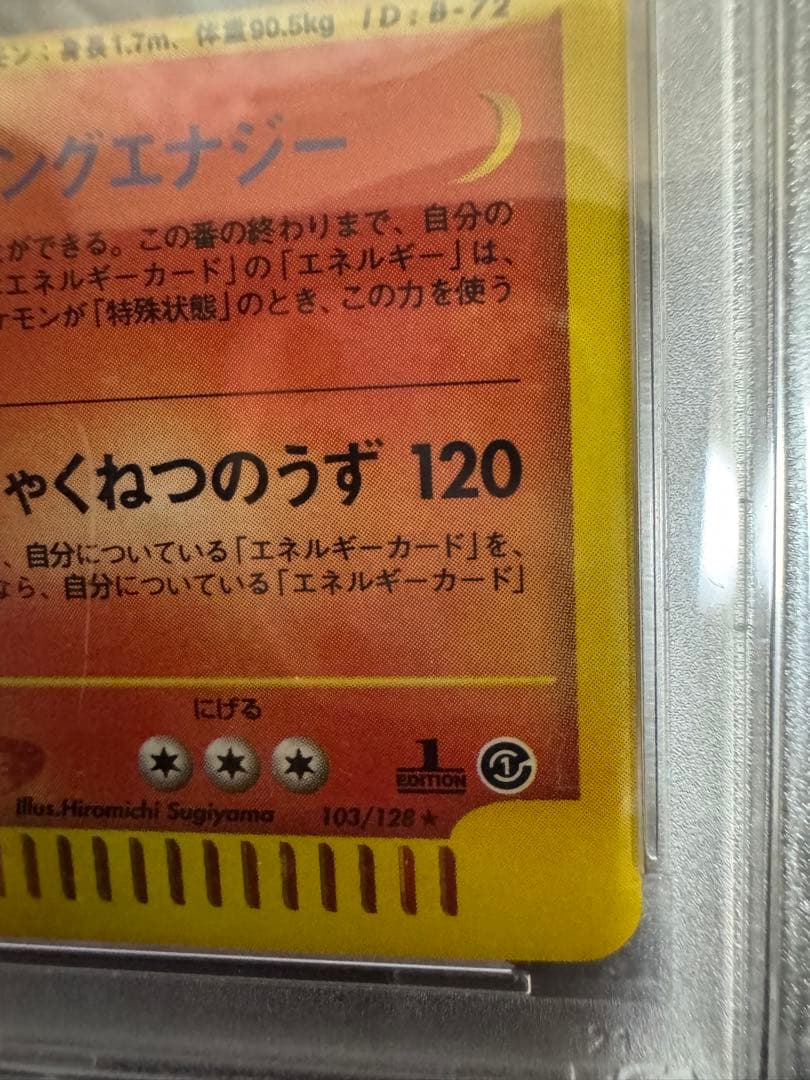 モン：身長1.7m、体重90.5kg ID:B-72
ングエナジー
ができる。この番の終わりまで、自分の
エネルギーカード」の「エネルギー」は、
ケモンが「特殊状態」のとき、この力を使う
ゃくねつのうず 120
、自分についている「エネルギーカード」を、
なら、自分についている「エネルギーカード」
にげる
1 EDITION
1
illus.Hiromichi Sugiyama 103/128★